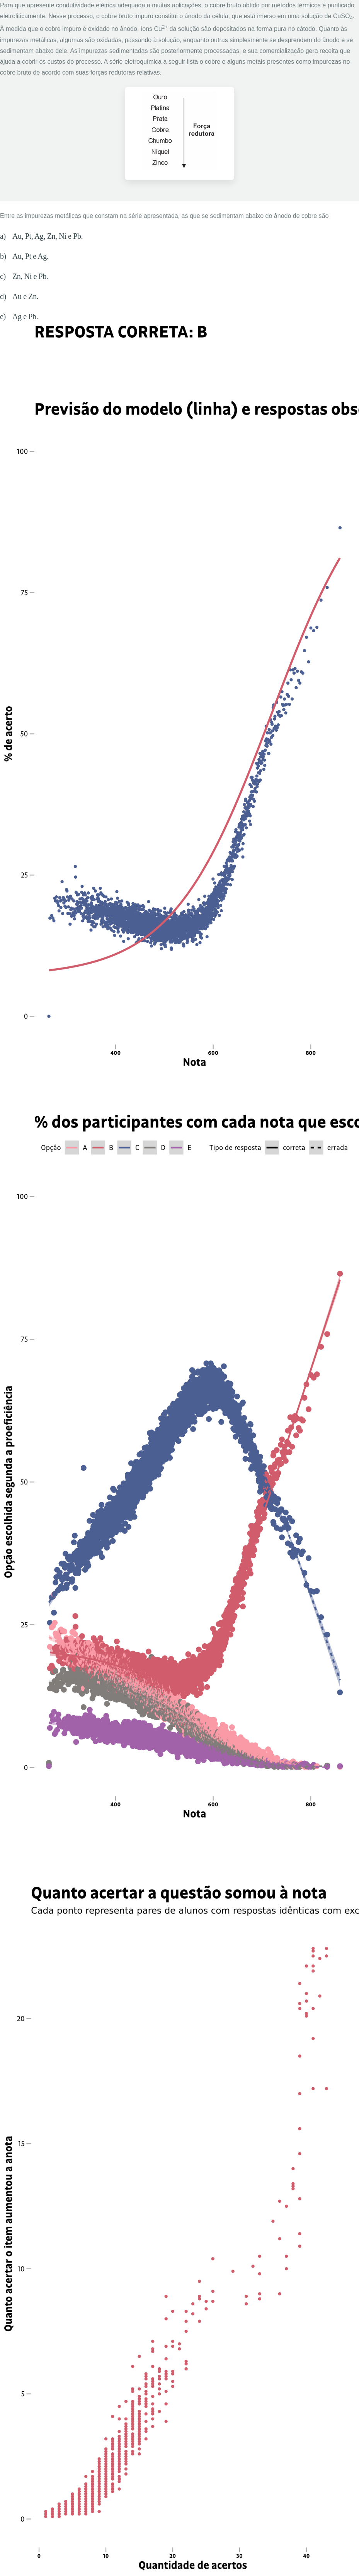 Para que apresente condutividade elétrica adequada a muitas aplicações, o cobre bruto obtido por métodos térmicos é purificado
eletroliticamente. Nesse processo, o cobre bruto impuro constitui o ânodo da célula, que está imerso em uma solução de CuSO4.
À medida que o cobre impuro é oxidado no ânodo, íons Cu2+ da solução são depositados na forma pura no cátodo. Quanto às
impurezas metálicas, algumas são oxidadas, passando à solução, enquanto outras simplesmente se desprendem do ânodo e se
sedimentam abaixo dele. As impurezas sedimentadas são posteriormente processadas, e sua comercialização gera receita que
ajuda a cobrir os custos do processo. A série eletroquímica a seguir lista o cobre e alguns metais presentes como impurezas no
cobre bruto de acordo com suas forças redutoras relativas.
Ouro
Platina
Prata
Cobre
Chumbo
Níquel
Zinco
Força
redutora
Entre as impurezas metálicas que constam na série apresentada, as que se sedimentam abaixo do ânodo de cobre são
a) Au, Pt, Ag, Zn, Ni e Pb.
b) Au, Pt e Ag.
c) Zn, Ni e Pb.
d) Au e Zn.
e) Ag e Pb.
RESPOSTA CORRETA: B
Previsão do modelo (linha) e respostas obs
100
75
50
25
0
% de acerto
400 600 800
Nota
% dos participantes com cada nota que esco
Opção A B C D E Tipo de resposta correta errada
100
75
50
25
0
Opção escolhida segunda a proeficiência
400 600 800
Nota
Quanto acertar a questão somou à nota
Cada ponto representa pares de alunos com respostas idênticas com exc
20
15
10
5
0
Quanto acertar o item aumentou a anota
0 10 20 30 40
Quantidade de acertos